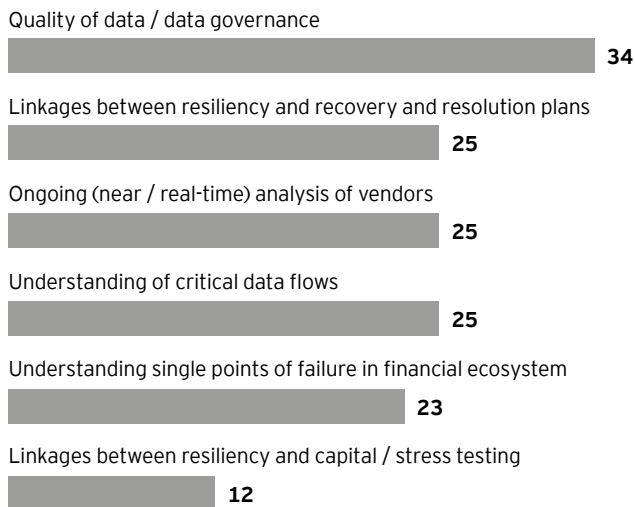 Quality of data / data governance
34
Linkages between resiliency and recovery and resolution plans
25
Ongoing (near / real-time) analysis of vendors
25
Understanding of critical data flows
25
Understanding single points of failure in financial ecosystem
23
Linkages between resiliency and capital / stress testing
12